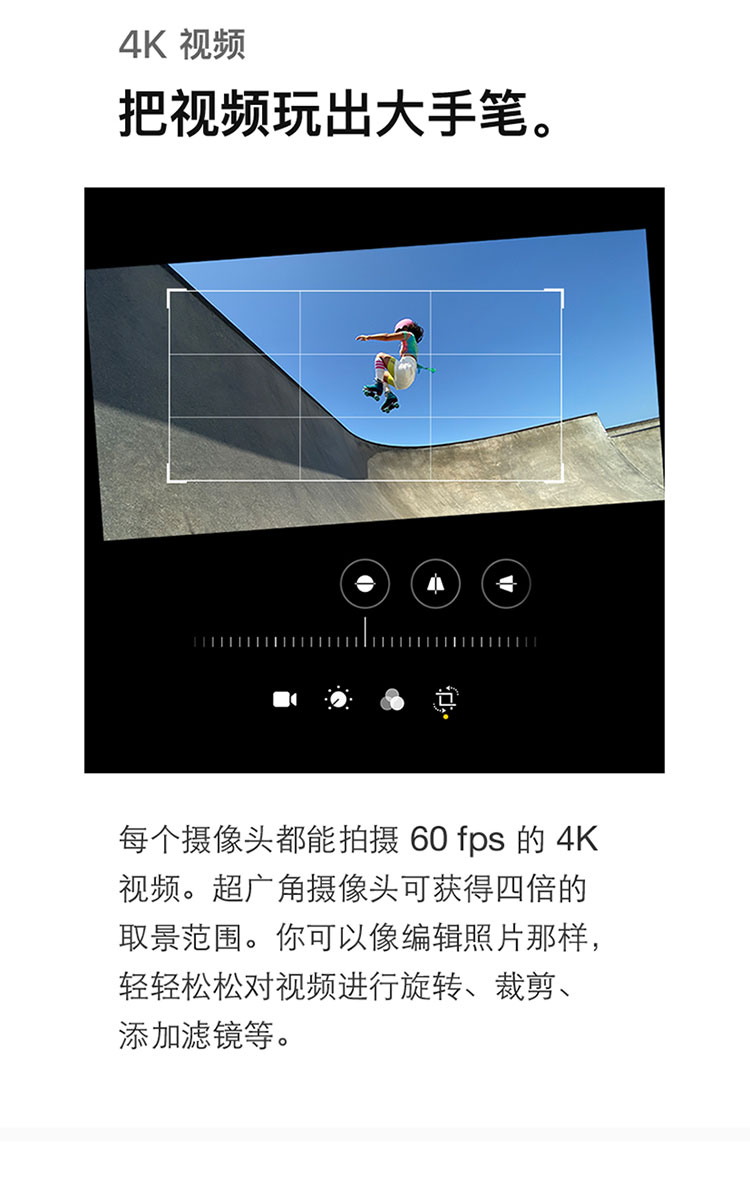 4K 视频
把视频玩出大手笔。
每个摄像头都能拍摄 60 fps 的 4K
视频。超广角摄像头可获得四倍的
取景范围。你可以像编辑照片那样，
轻轻松松对视频进行旋转、裁剪、
添加滤镜等。